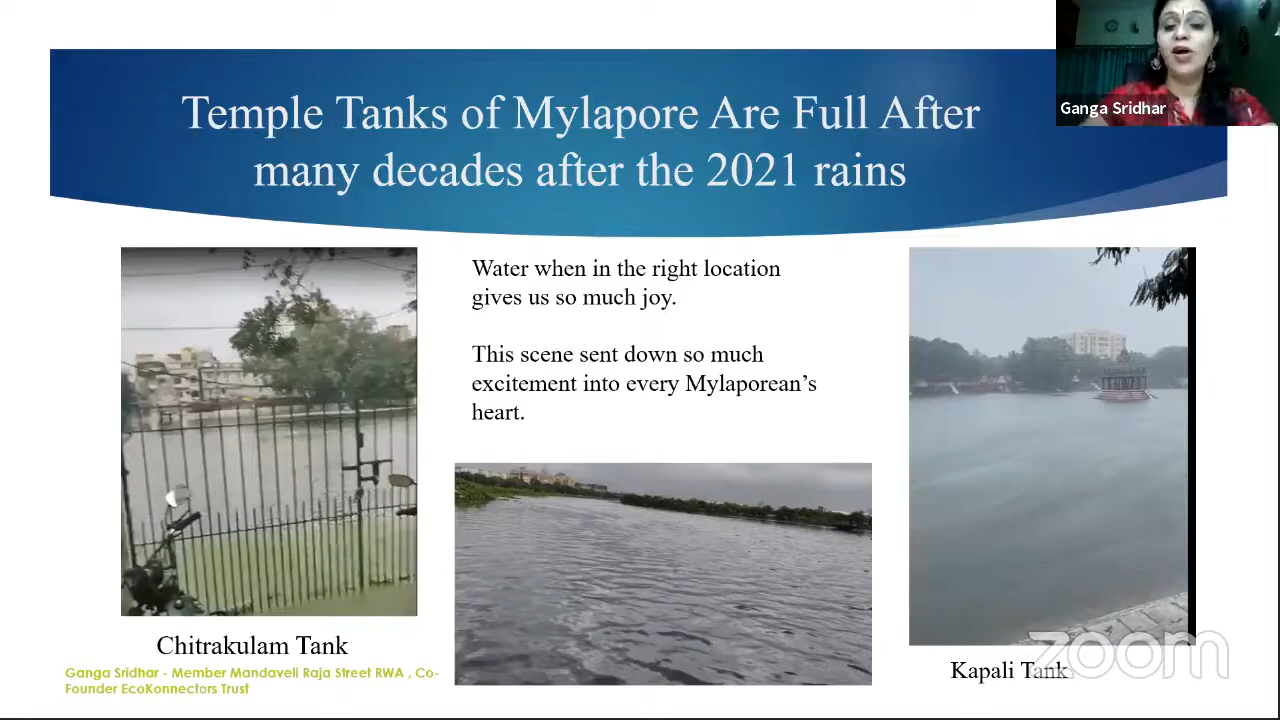 Temple Tanks of Mylapore Are Full After
many decades after the 2021 rains
Ganga Sridhar
Water when in the right location
gives us so much joy.
This scene sent down so much
excitement into every Mylaporean’s
heart.
Chitrakulam Tank
Kapali Tank
Ganga Sridhar - Member Mandaveli Raja Street RWA , Co-
Founder EcoKonnectors Trust
zoom